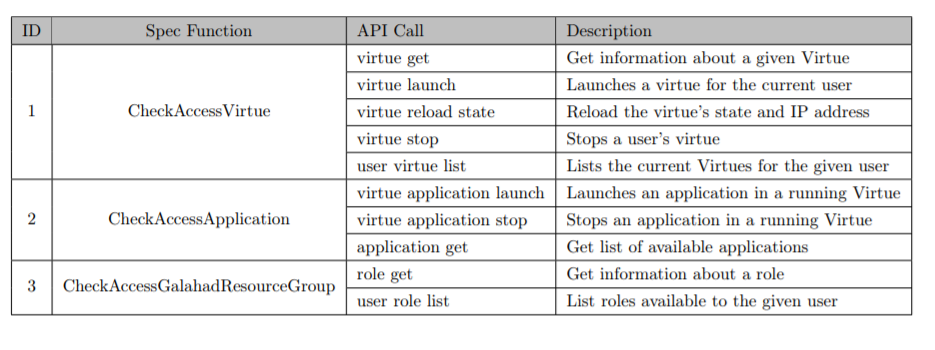 ID Spec Function API Call Description
virtue get Get information about a given Virtue
virtue launch Launches a virtue for the current user
1 CheckAccessVirtue virtue reload state Reload the virtue's state and IP address
virtue stop Stops a user's virtue
user virtue list Lists the current Virtues for the given user
virtue application launch Launches an application in a running Virtue
2 CheckAccessApplication virtue application stop Stops an application in a running Virtue
application get Get list of available applications
role get Get information about a role
3 CheckAccessGalahadResourceGroup
user role list List roles available to the given user